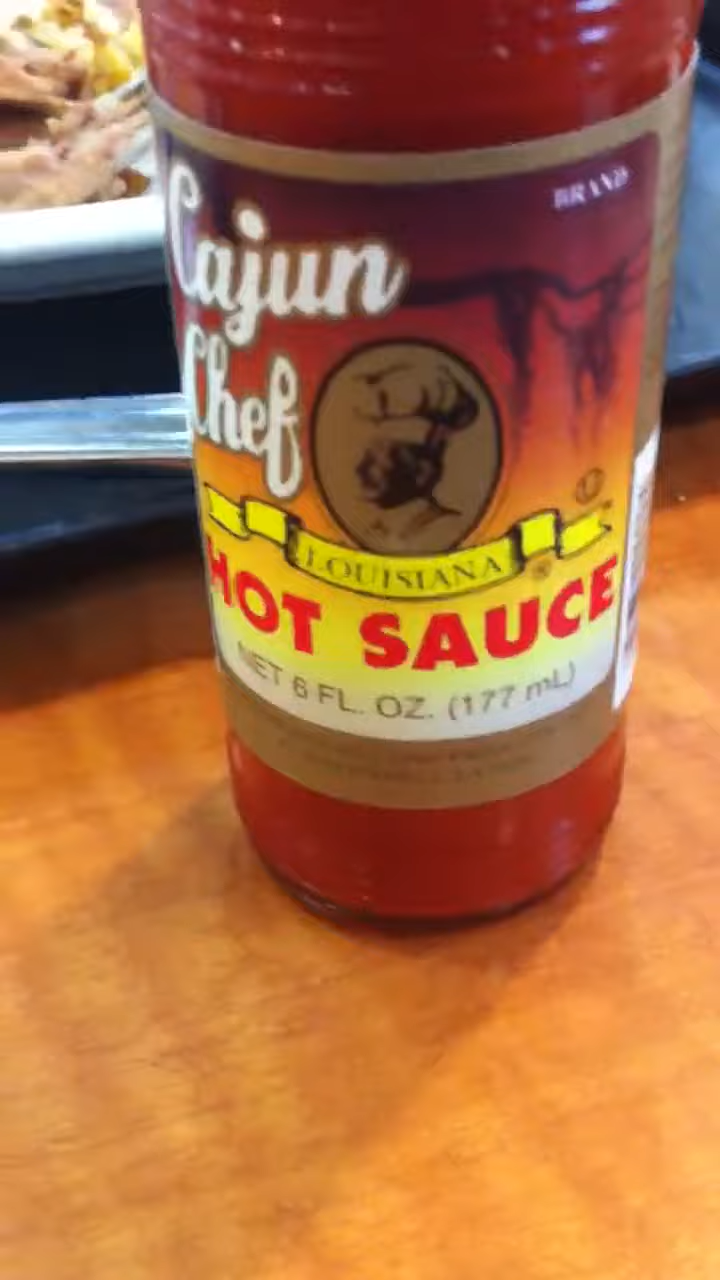 BRAND
Cajun
Chef
LOUISIANA
HOT SAUCE
NET 6 FL. OZ. (177 mL)